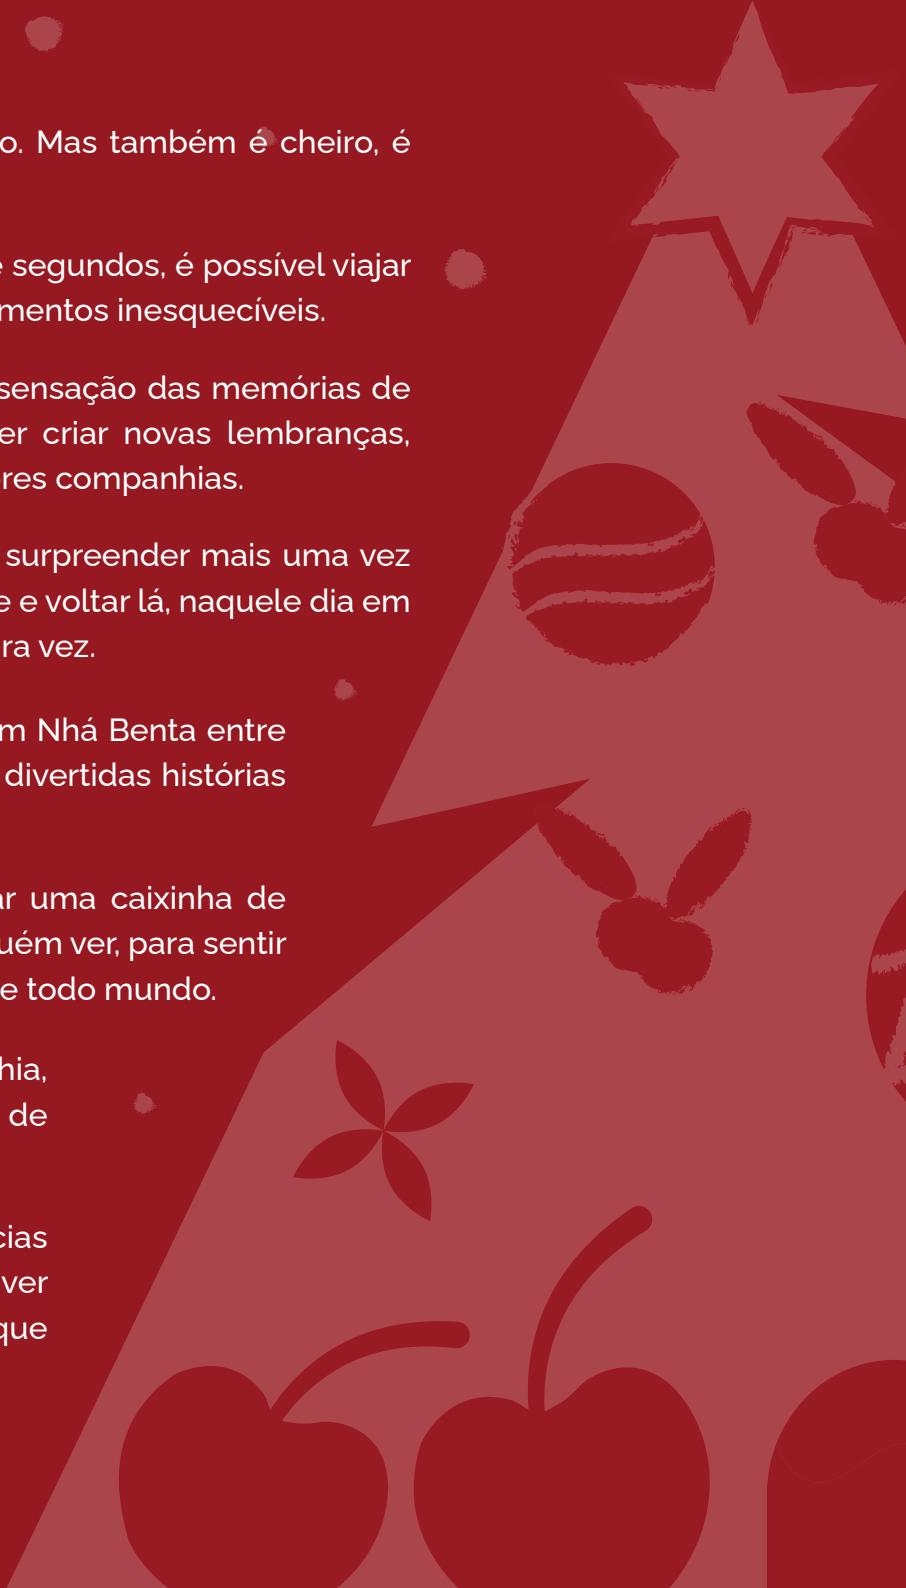 o. Mas também é cheiro, é
e segundos, é possível viajar
mentos inesquecíveis.
sensação das memórias de
er criar novas lembranças,
res companhias.
surpreender mais uma vez
e e voltar lá, naquele dia em
ra vez.
m Nhá Benta entre
divertidas histórias
ar uma caixinha de
uém ver, para sentir
e todo mundo.
hia,
de
cias
ver
que